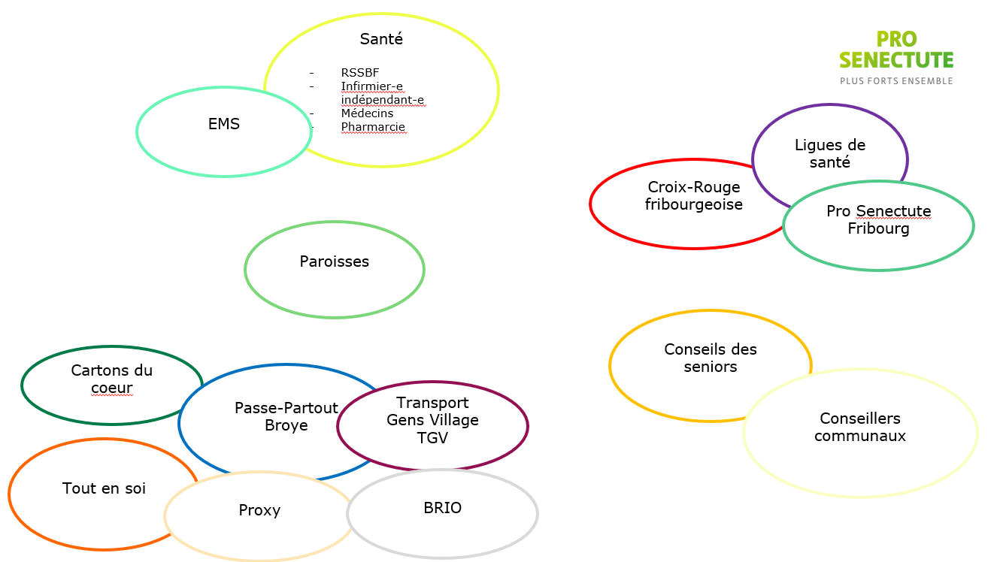 Santé
- RSSBF
- Infirmier-e
indépendant-e
- Médecins
- Pharmarcie
EMS
PRO
SENECTUTE
PLUS FORTS ENSEMBLE
Ligues de
santé
Croix-Rouge
fribourgeoise
Pro Senectute
Fribourg
Paroisses
Conseils des
seniors
Conseillers
communaux
Cartons du
coeur
Passe-Partout
Broye
Transport
Gens Village
TGV
Tout en soi
Proxy
BRIO